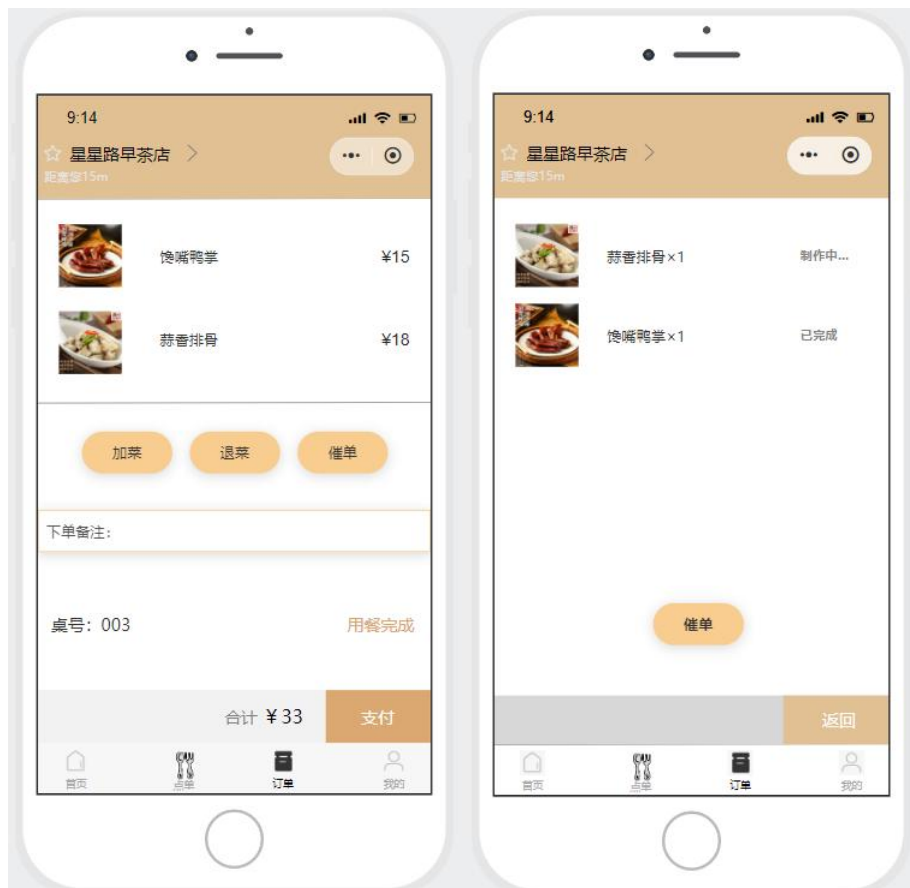 9:14
星星路早茶店
距离您15m
馋嘴鸭掌
¥15
蒜香排骨
¥18
加菜
退菜
催单
下单备注：
桌号：003
用餐完成
合计 ¥ 33
支付
首页
点单
订单
我的
9:14
星星路早茶店
距离您15m
蒜香排骨×1
制作中...
馋嘴鸭掌×1
已完成
催单
返回
首页
点单
订单
我的